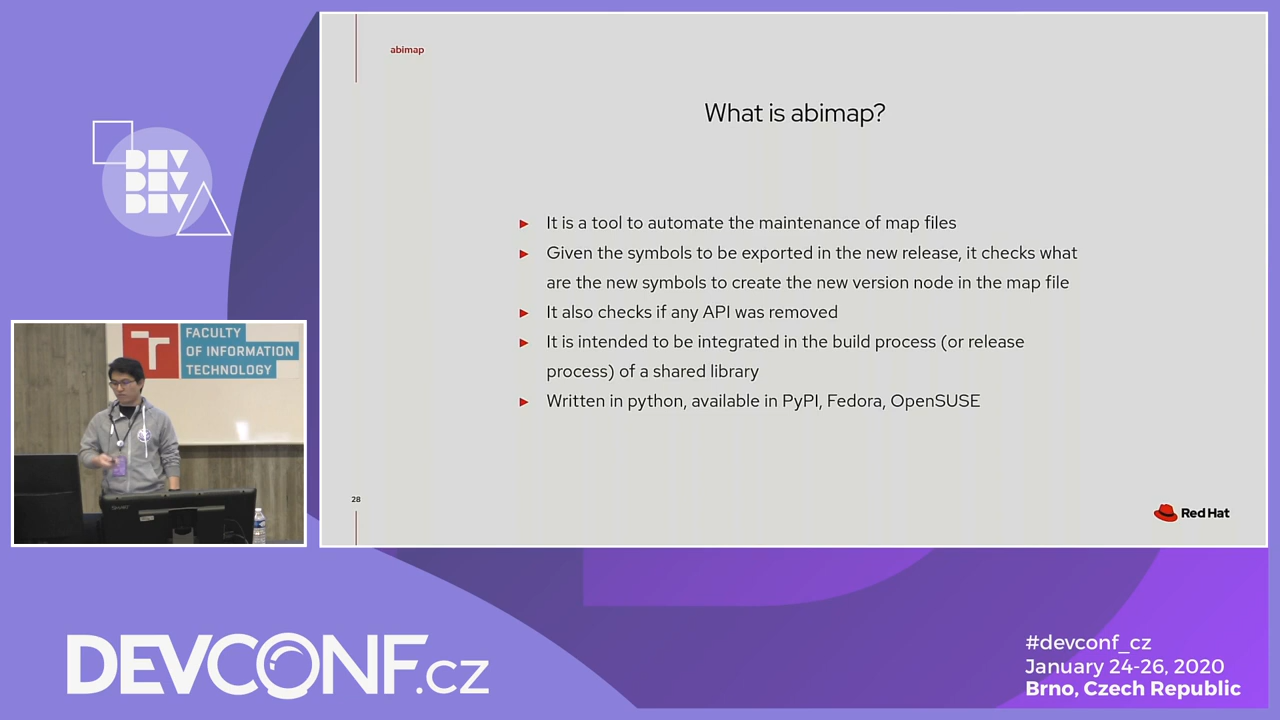 abimap
What is abimap?
It is a tool to automate the maintenance of map files
Given the symbols to be exported in the new release, it checks what
are the new symbols to create the new version node in the map file
It also checks if any API was removed
It is intended to be integrated in the build process (or release
process) of a shared library
Written in python, available in PyPI, Fedora, OpenSUSE
28
Red Hat
DEV
DEV
DEV
FACULTY
OF INFORMATION
TECHNOLOGY
DEVCONF.cz
#devconf_cz
January 24-26, 2020
Brno, Czech Republic